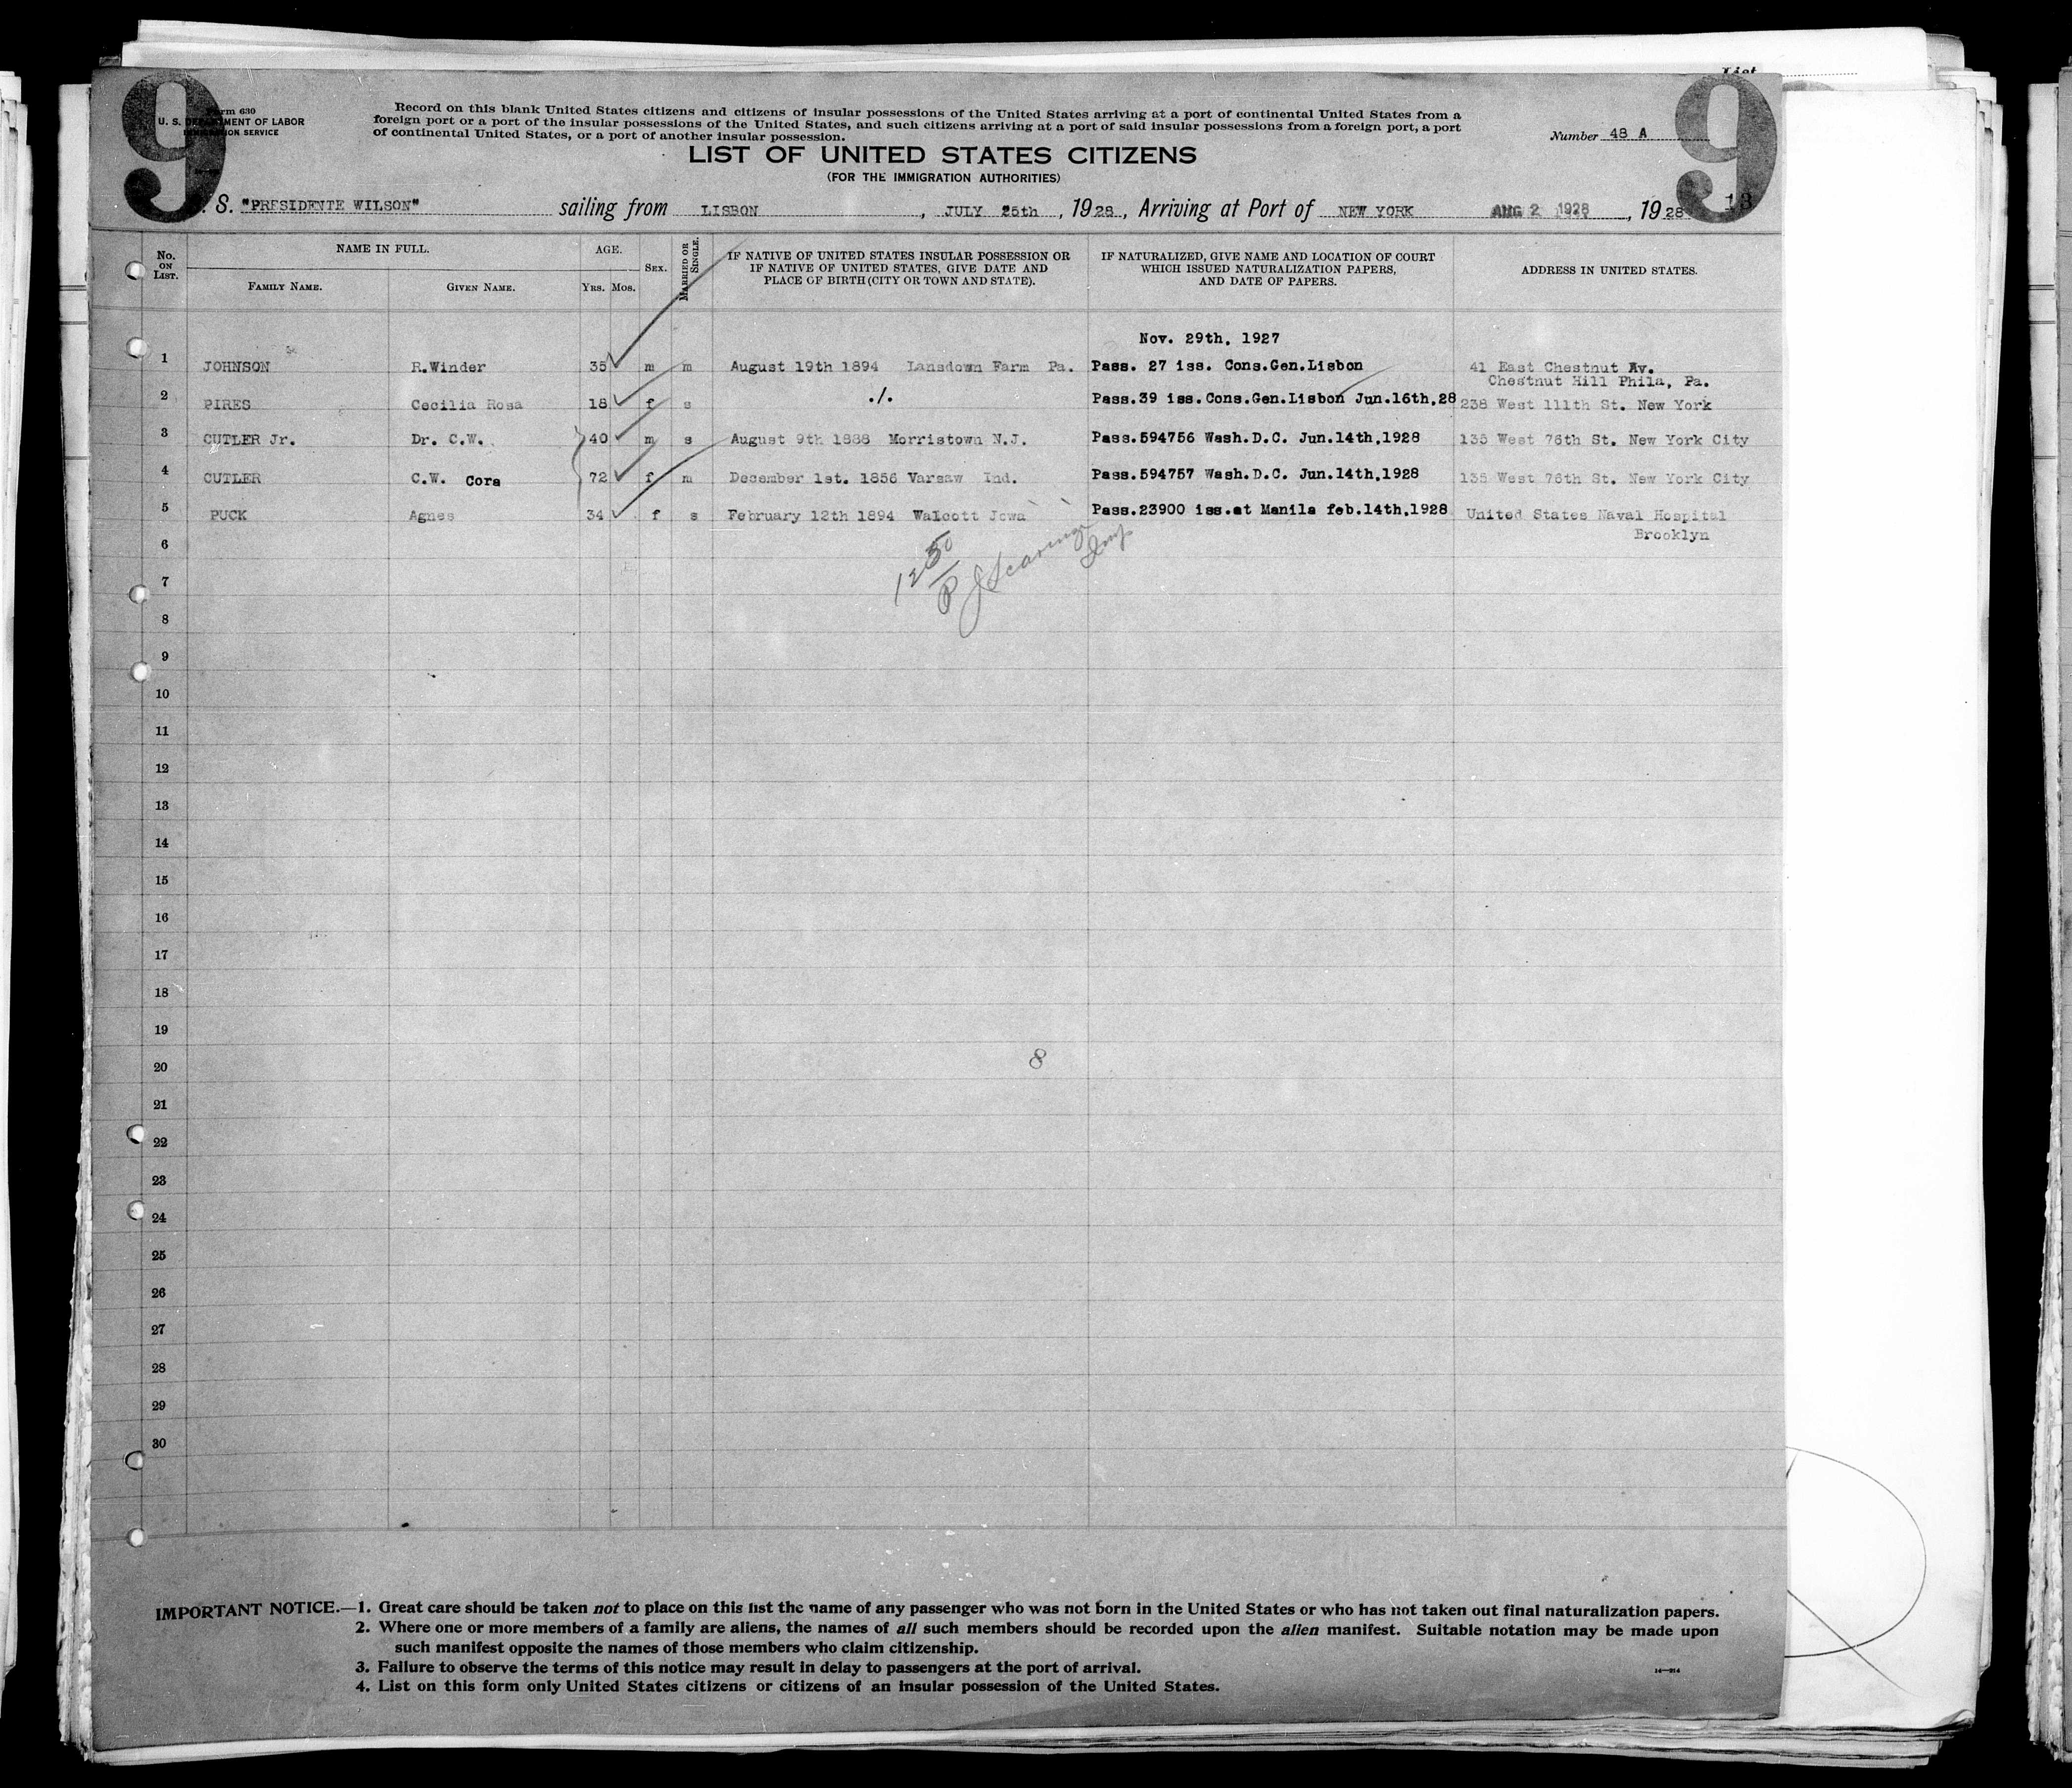 List
9
9
Form 630
U. S. DEPARTMENT OF LABOR
IMMIGRATION SERVICE
Record on this blank United States citizens and citizens of insular possessions of the United States arriving at a port of continental United States from a
foreign port or a port of the insular possessions of the United States, and such citizens arriving at a port of said insular possessions from a foreign port, a port
of continental United States, or a port of another insular possession.
Number 48 A
LIST OF UNITED STATES CITIZENS
(FOR THE IMMIGRATION AUTHORITIES)
S. "PRESIDENTE WILSON" sailing from LISBON, JULY 25th, 1928, Arriving at Port of NEW YORK AUG 2 1928, 1928 13
No. ON LIST. NAME IN FULL. FAMILY NAME. GIVEN NAME. AGE. YRS. MOS. SEX. MARRIED OR SINGLE.
IF NATIVE OF UNITED STATES INSULAR POSSESSION OR
IF NATIVE OF UNITED STATES, GIVE DATE AND
PLACE OF BIRTH (CITY OR TOWN AND STATE).
IF NATURALIZED, GIVE NAME AND LOCATION OF COURT
WHICH ISSUED NATURALIZATION PAPERS,
AND DATE OF PAPERS.
ADDRESS IN UNITED STATES.
Nov. 29th, 1927
1 JOHNSON R.Winder 35 m m August 19th 1894 Lansdown Farm Pa. Pass. 27 iss. Cons.Gen.Lisbon 41 East Chestnut Av.
Chestnut Hill Phila, Pa.
2 PIRES Cecilia Rosa 18 f s ./. Pass.39 iss.Cons.Gen.Lisbon Jun.16th,28 238 West 111th St. New York
3 CUTLER Jr. Dr. C.W. 40 m s August 9th 1888 Morristown N.J. Pass.594756 Wash.D.C. Jun.14th,1928 135 West 76th St. New York City
4 CUTLER C.W. Cora 72 f m December 1st. 1856 Varsaw Ind. Pass.594757 Wash.D.C. Jun.14th,1928 135 West 76th St. New York City
5 PUCK Agnes 34 f s February 12th 1894 Walcott Jowa Pass.23900 iss.at Manila feb.14th,1928 United States Naval Hospital
Brooklyn
6
12 50
7
8
9
10
11
12
13
14
15
16
17
18
19
20 8
21
22
23
24
25
26
27
28
29
30
IMPORTANT NOTICE.—1. Great care should be taken not to place on this list the name of any passenger who was not born in the United States or who has not taken out final naturalization papers.
2. Where one or more members of a family are aliens, the names of all such members should be recorded upon the alien manifest. Suitable notation may be made upon
such manifest opposite the names of those members who claim citizenship.
3. Failure to observe the terms of this notice may result in delay to passengers at the port of arrival.
4. List on this form only United States citizens or citizens of an insular possession of the United States.
14—214